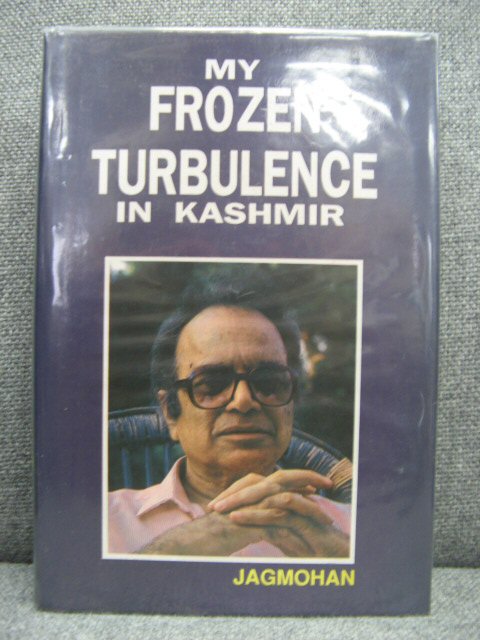 MY
FROZEN
TURBULENCE
IN KASHMIR
JAGMOHAN